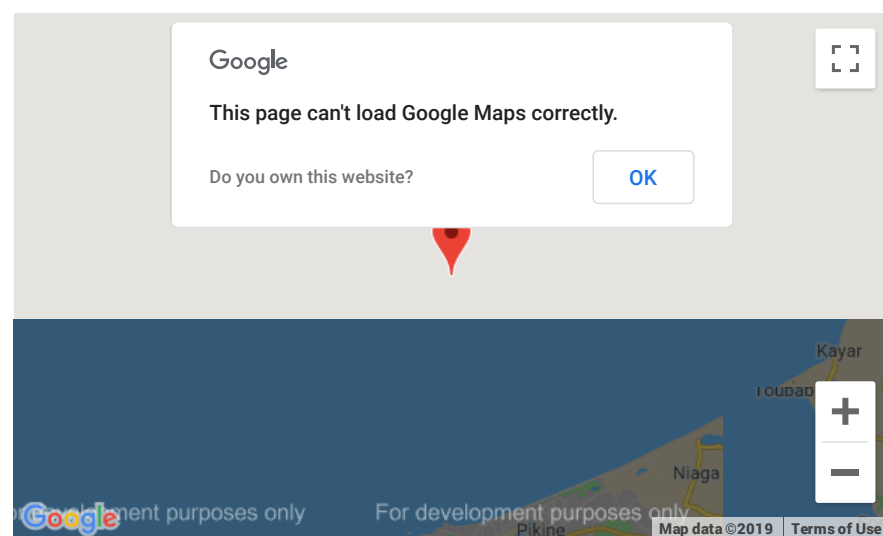 Google
This page can't load Google Maps correctly.
Do you own this website?
OK
Kayar
Toubab
Niaga
For development purposes only
Google
development purposes only
Pikine
Map data ©2019
Terms of Use